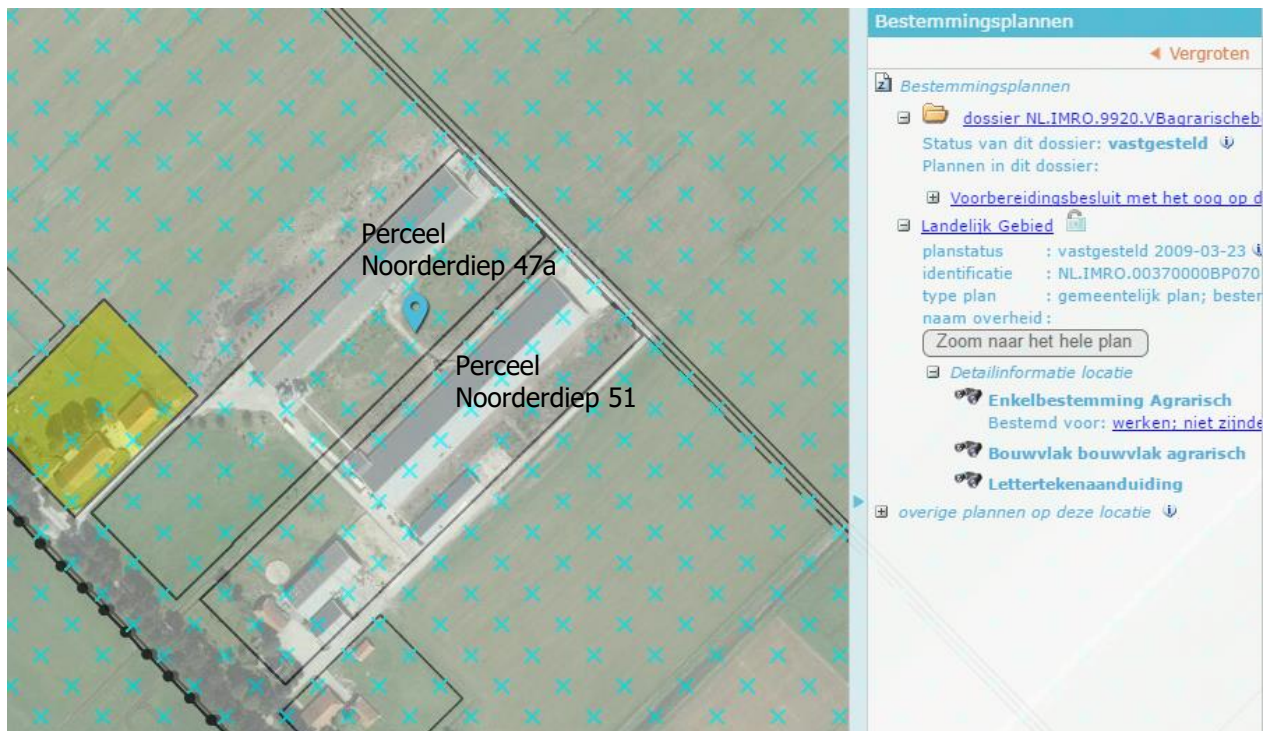 Perceel
Noorderdiep 47a
Perceel
Noorderdiep 51
Bestemmingsplannen
Vergroten
Bestemmingsplannen
dossier NL.IMRO.9920.VBagrarischeb
Status van dit dossier: vastgesteld
Plannen in dit dossier:
Voorbereidingsbesluit met het oog op d
Landelijk Gebied
planstatus : vastgesteld 2009-03-23
identificatie : NL.IMRO.00370000BP070
type plan : gemeentelijk plan; bestem
naam overheid :
Zoom naar het hele plan
Detailinformatie locatie
Enkelbestemming Agrarisch
Bestemd voor: werken; niet zijnde
Bouwvlak bouwvlak agrarisch
Lettertekenaanduiding
overige plannen op deze locatie